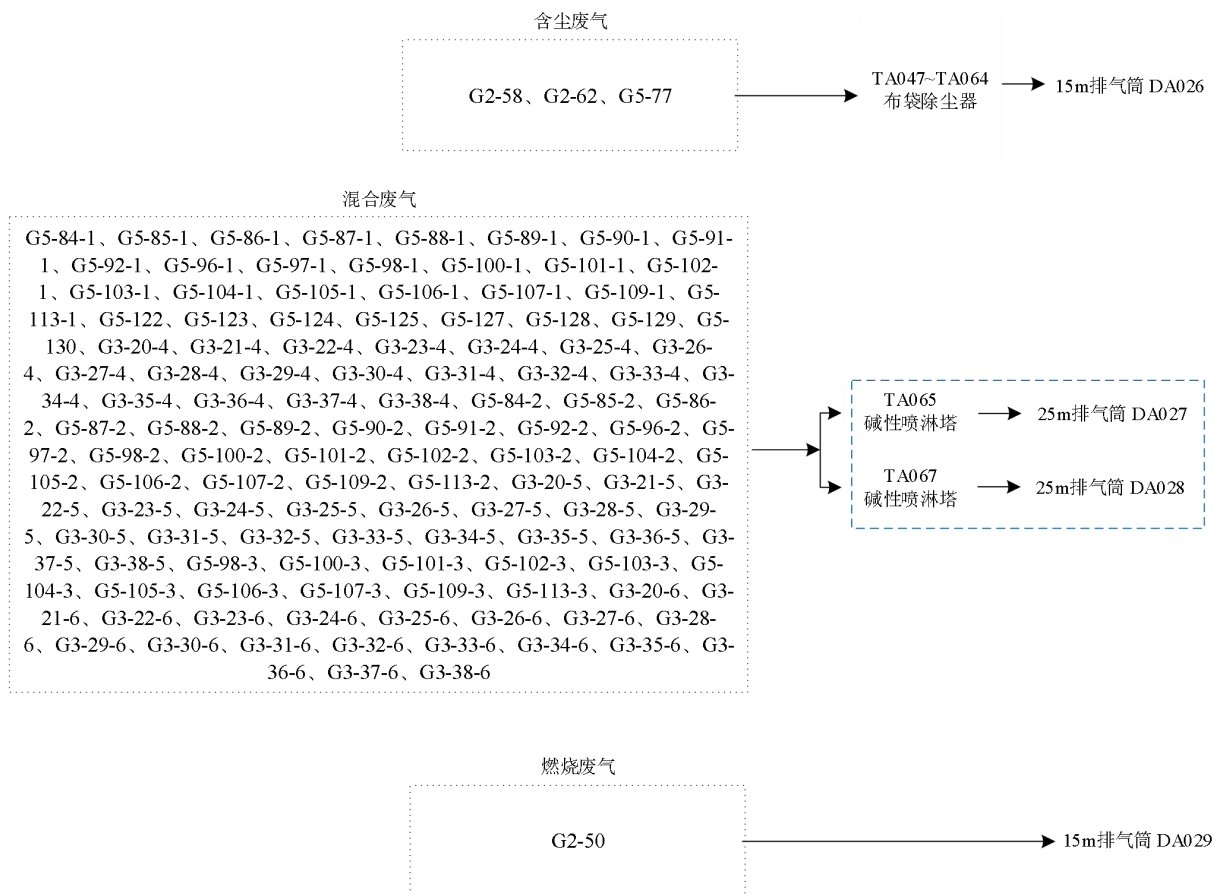 含尘废气
G2-58、G2-62、G5-77
TA047~TA064
布袋除尘器
15m排气筒 DA026
混合废气
G5-84-1、G5-85-1、G5-86-1、G5-87-1、G5-88-1、G5-89-1、G5-90-1、G5-91-
1、G5-92-1、G5-96-1、G5-97-1、G5-98-1、G5-100-1、G5-101-1、G5-102-
1、G5-103-1、G5-104-1、G5-105-1、G5-106-1、G5-107-1、G5-109-1、G5-
113-1、G5-122、G5-123、G5-124、G5-125、G5-127、G5-128、G5-129、G5-
130、G3-20-4、G3-21-4、G3-22-4、G3-23-4、G3-24-4、G3-25-4、G3-26-
4、G3-27-4、G3-28-4、G3-29-4、G3-30-4、G3-31-4、G3-32-4、G3-33-4、G3-
34-4、G3-35-4、G3-36-4、G3-37-4、G3-38-4、G5-84-2、G5-85-2、G5-86-
2、G5-87-2、G5-88-2、G5-89-2、G5-90-2、G5-91-2、G5-92-2、G5-96-2、G5-
97-2、G5-98-2、G5-100-2、G5-101-2、G5-102-2、G5-103-2、G5-104-2、G5-
105-2、G5-106-2、G5-107-2、G5-109-2、G5-113-2、G3-20-5、G3-21-5、G3-
22-5、G3-23-5、G3-24-5、G3-25-5、G3-26-5、G3-27-5、G3-28-5、G3-29-
5、G3-30-5、G3-31-5、G3-32-5、G3-33-5、G3-34-5、G3-35-5、G3-36-5、G3-
37-5、G3-38-5、G5-98-3、G5-100-3、G5-101-3、G5-102-3、G5-103-3、G5-
104-3、G5-105-3、G5-106-3、G5-107-3、G5-109-3、G5-113-3、G3-20-6、G3-
21-6、G3-22-6、G3-23-6、G3-24-6、G3-25-6、G3-26-6、G3-27-6、G3-28-
6、G3-29-6、G3-30-6、G3-31-6、G3-32-6、G3-33-6、G3-34-6、G3-35-6、G3-
36-6、G3-37-6、G3-38-6
TA065
碱性喷淋塔
25m排气筒 DA027
TA067
碱性喷淋塔
25m排气筒 DA028
燃烧废气
G2-50
15m排气筒 DA029